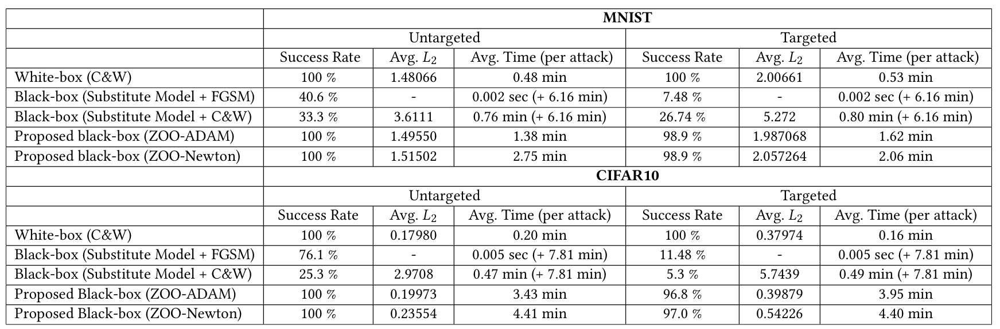 MNIST
Untargeted Targeted
Success Rate Avg. L2 Avg. Time (per attack) Success Rate Avg. L2 Avg. Time (per attack)
White-box (C&W) 100 % 1.48066 0.48 min 100 % 2.00661 0.53 min
Black-box (Substitute Model + FGSM) 40.6 % - 0.002 sec (+ 6.16 min) 7.48 % - 0.002 sec (+ 6.16 min)
Black-box (Substitute Model + C&W) 33.3 % 3.6111 0.76 min (+ 6.16 min) 26.74 % 5.272 0.80 min (+ 6.16 min)
Proposed black-box (ZOO-ADAM) 100 % 1.49550 1.38 min 98.9 % 1.987068 1.62 min
Proposed black-box (ZOO-Newton) 100 % 1.51502 2.75 min 98.9 % 2.057264 2.06 min
CIFAR10
Untargeted Targeted
Success Rate Avg. L2 Avg. Time (per attack) Success Rate Avg. L2 Avg. Time (per attack)
White-box (C&W) 100 % 0.17980 0.20 min 100 % 0.37974 0.16 min
Black-box (Substitute Model + FGSM) 76.1 % - 0.005 sec (+ 7.81 min) 11.48 % - 0.005 sec (+ 7.81 min)
Black-box (Substitute Model + C&W) 25.3 % 2.9708 0.47 min (+ 7.81 min) 5.3 % 5.7439 0.49 min (+ 7.81 min)
Proposed Black-box (ZOO-ADAM) 100 % 0.19973 3.43 min 96.8 % 0.39879 3.95 min
Proposed Black-box (ZOO-Newton) 100 % 0.23554 4.41 min 97.0 % 0.54226 4.40 min